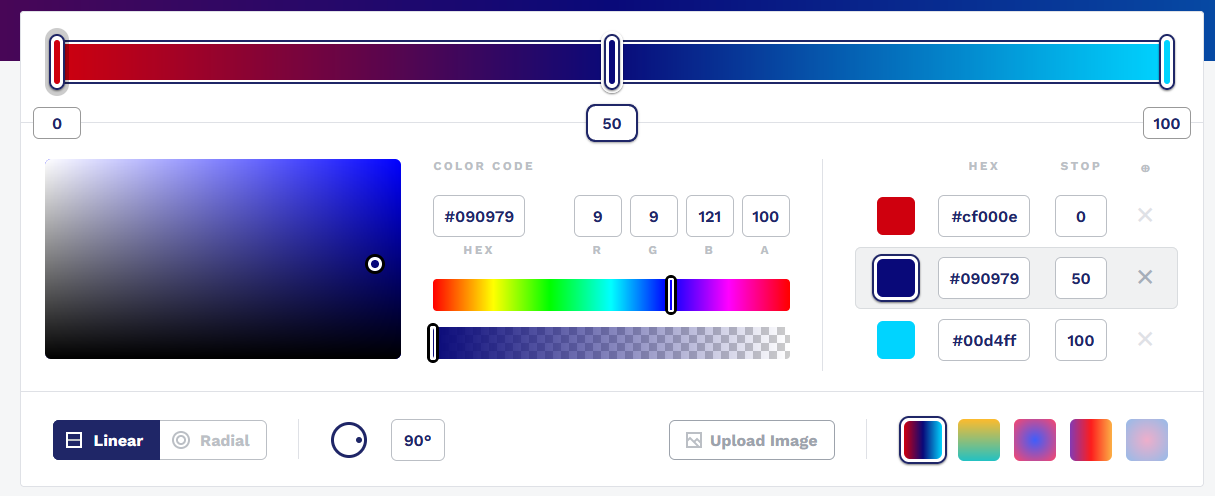 0 50 100
COLOR CODE HEX STOP
#090979 9 9 121 100 #cf000e 0
HEX R G B A
#090979 50
#00d4ff 100
Linear Radial 90° Upload Image